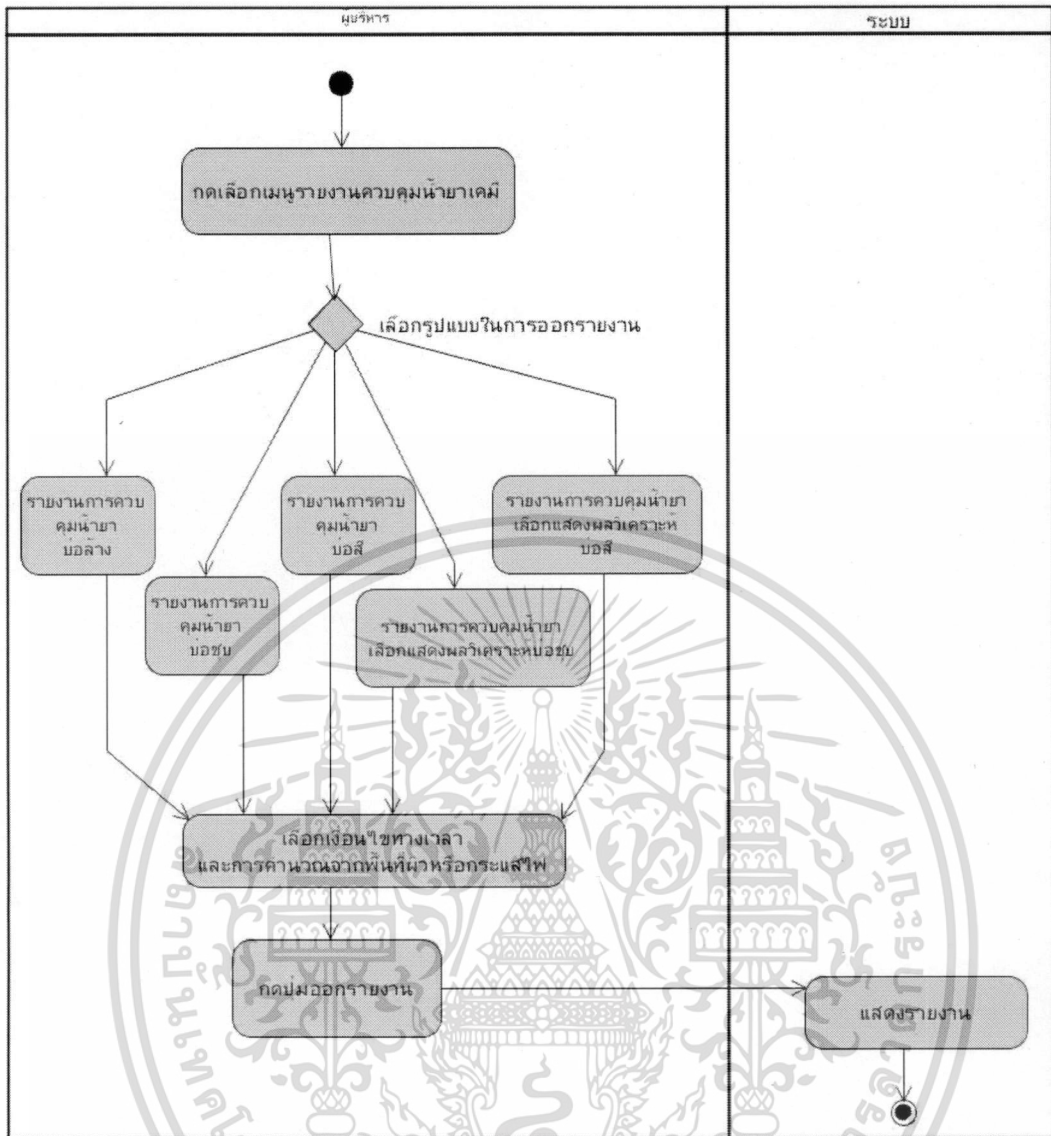 ผู้บริหาร
ระบบ
กดเลือกเมนูรายงานควบคุมน้ำยาเคมี
เลือกรูปแบบในการออกรายงาน
รายงานการควบ
คุมน้ำยา
บ่อล้าง
รายงานการควบ
คุมน้ำยา
บ่อสี
รายงานการควบคุมน้ำยา
เลือกแสดงผลวิเคราะห์
บ่อสี
รายงานการควบ
คุมน้ำยา
บ่อชุบ
รายงานการควบคุมน้ำยา
เลือกแสดงผลวิเคราะห์บ่อชุบ
เลือกเงื่อนไขทางเวลา
และการคำนวณจากพื้นที่ผิวหรือกระแสไฟ
กดปุ่มออกรายงาน
แสดงรายงาน